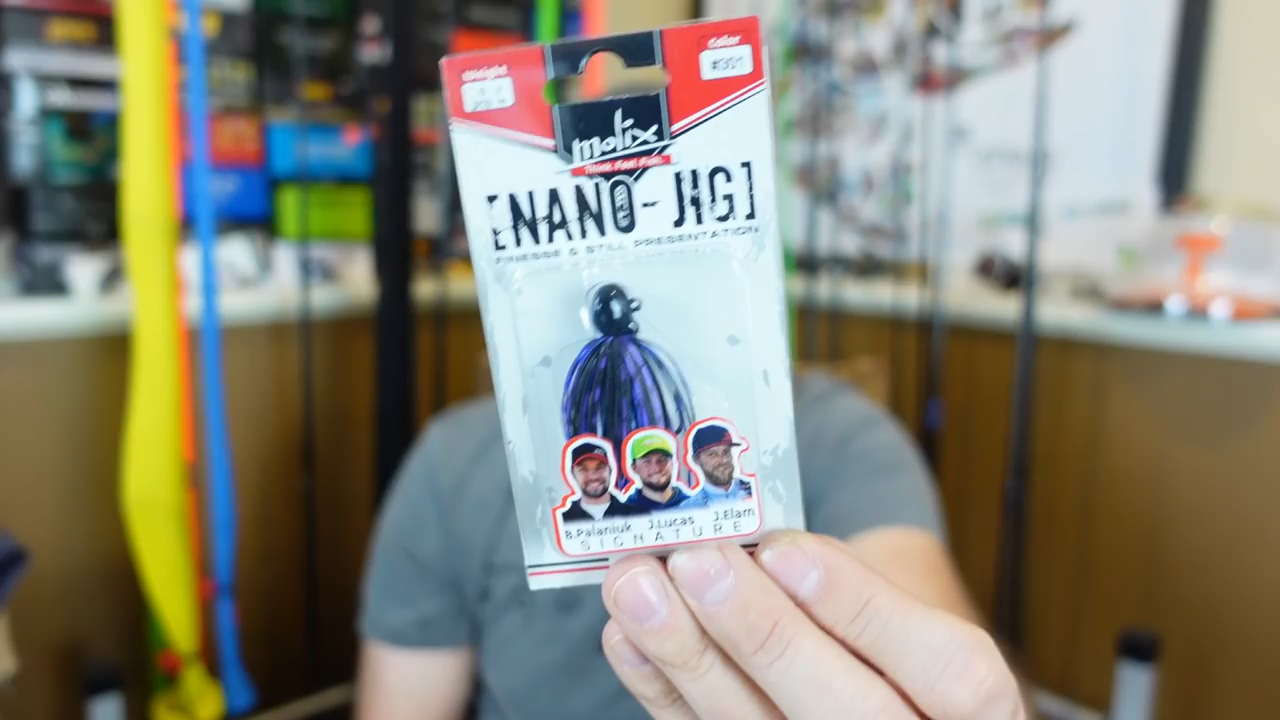 Weight
Color
#301
Molix
Think Feel Fish
[NANO-JIG]
FINESSE & STILL PRESENTATION
B.Palaniuk J.Lucas J.Elam
SIGNATURE